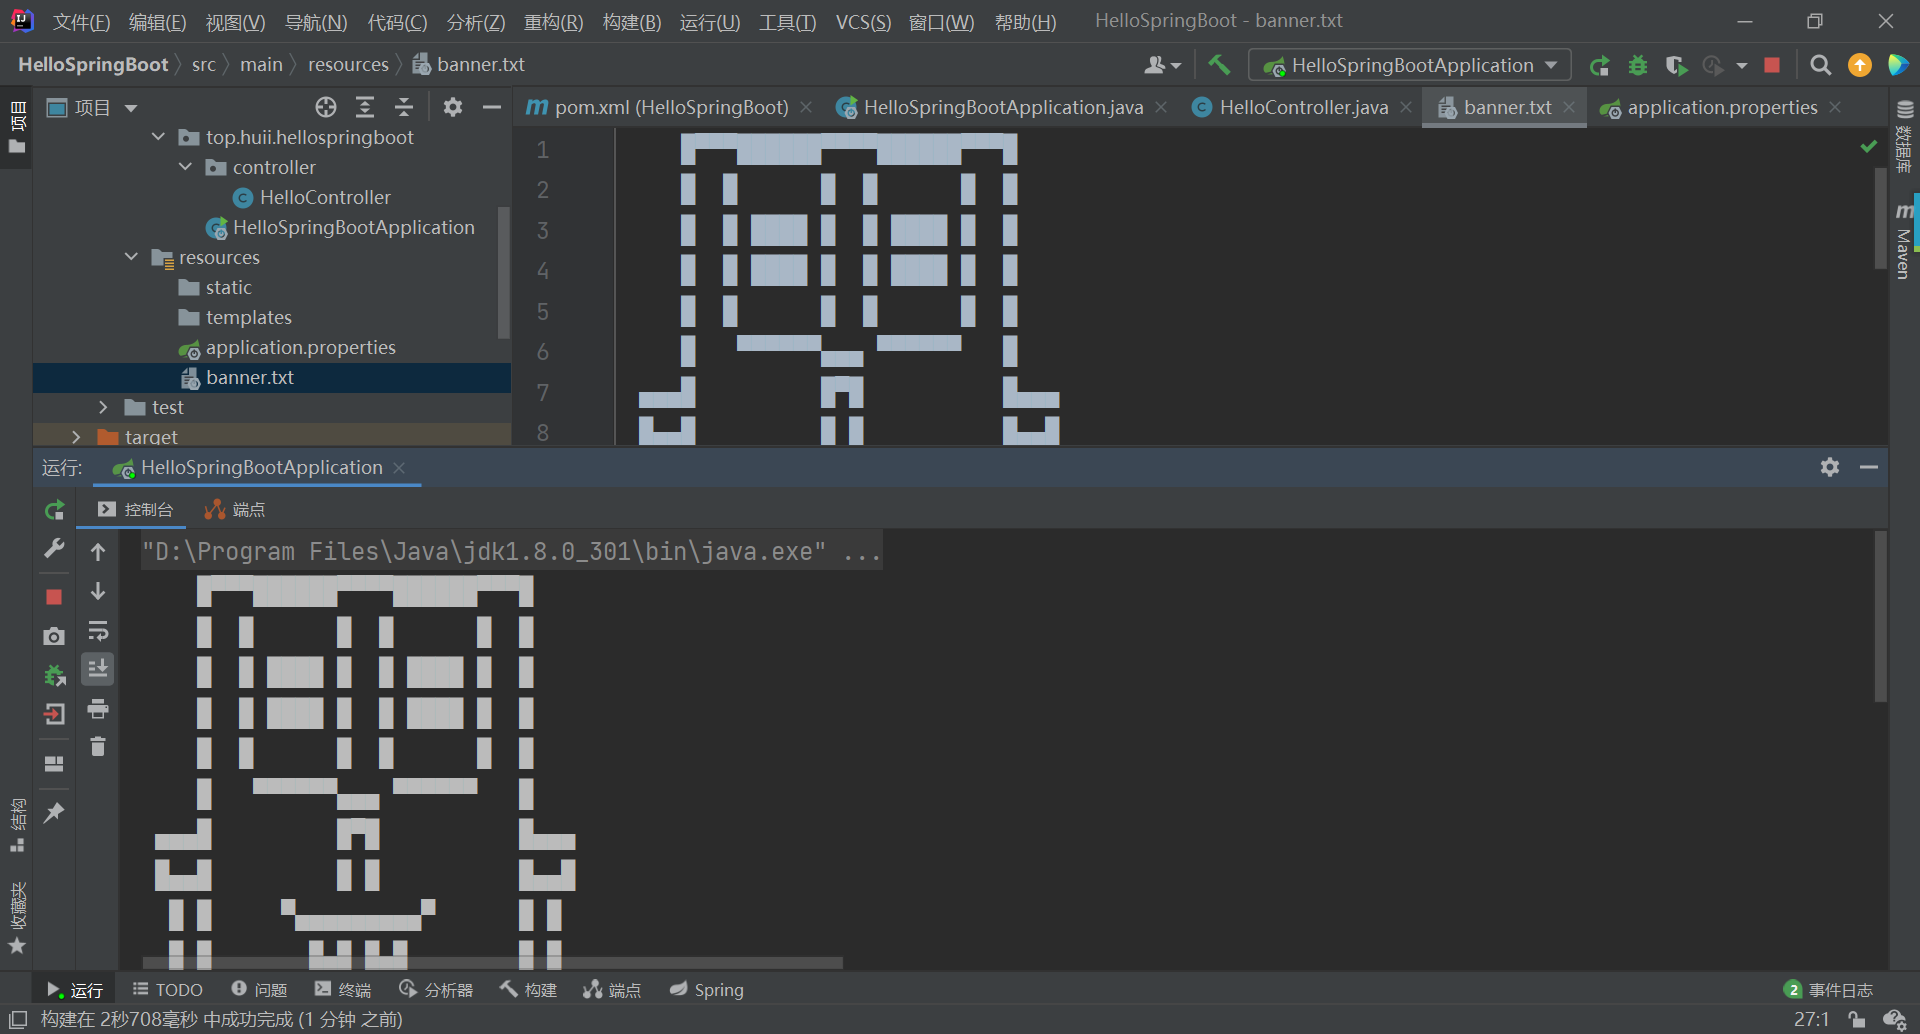 文件(F) 编辑(E) 视图(V) 导航(N) 代码(C) 分析(Z) 重构(R) 构建(B) 运行(U) 工具(T) VCS(S) 窗口(W) 帮助(H) HelloSpringBoot - banner.txt
HelloSpringBoot src main resources banner.txt HelloSpringBootApplication
项目 pom.xml (HelloSpringBoot) HelloSpringBootApplication.java HelloController.java banner.txt application.properties
项目
数据库
Maven
top.huii.hellospringboot
controller
HelloController
HelloSpringBootApplication
resources
static
templates
application.properties
banner.txt
test
target
1
2
3
4
5
6
7
8
运行: HelloSpringBootApplication
控制台 端点
"D:\Program Files\Java\jdk1.8.0_301\bin\java.exe" ...
结构
收藏夹
运行 TODO 问题 终端 分析器 构建 端点 Spring 2 事件日志
构建在 2秒708毫秒 中成功完成 (1 分钟 之前) 27:1